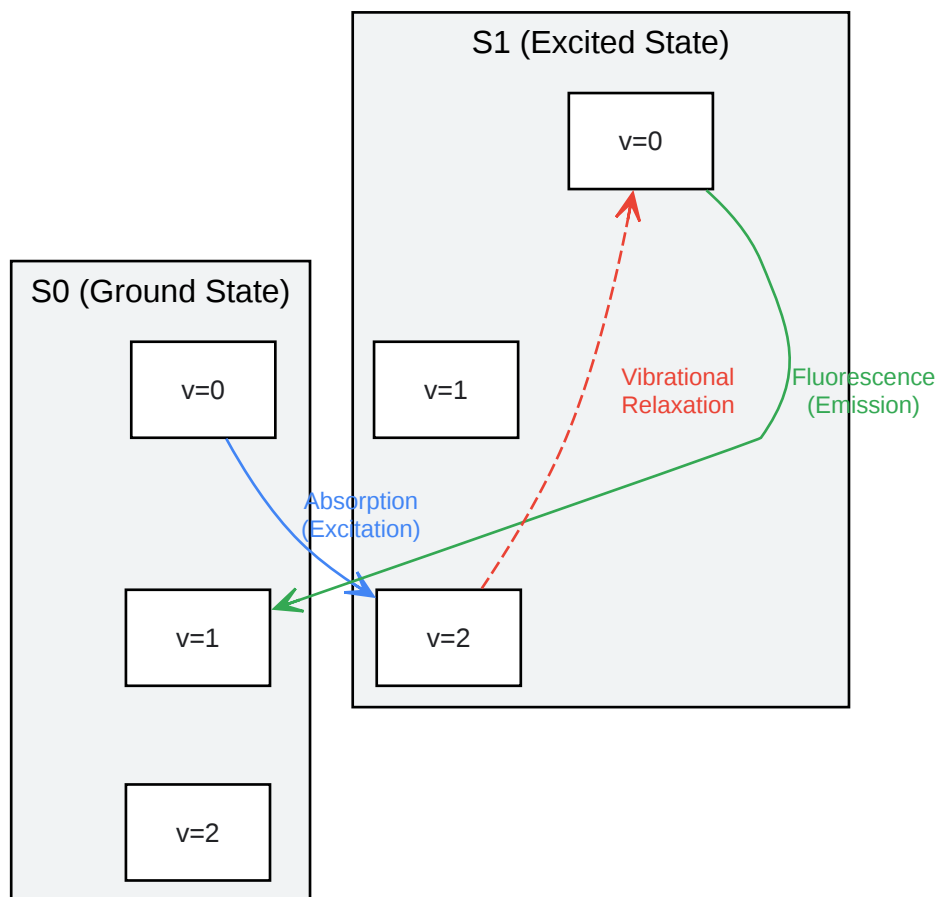 S1 (Excited State)
v=0
S0 (Ground State)
v=0
v=1
Vibrational
Relaxation
Fluorescence
(Emission)
Absorption
(Excitation)
v=1
v=2
v=2